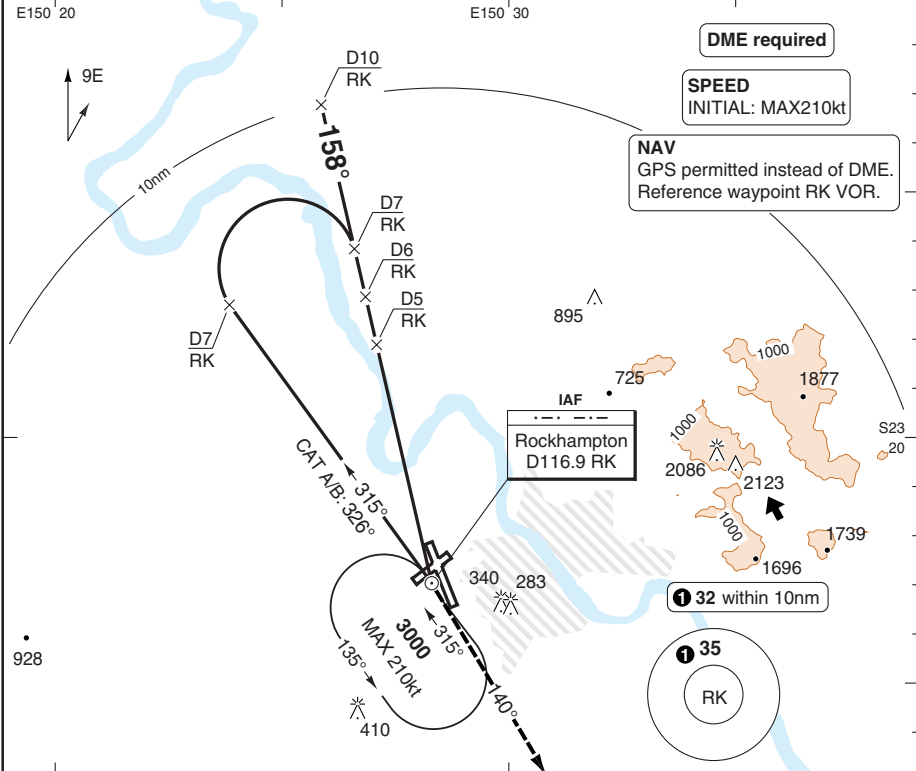 E150 20
E150 30
DME required
SPEED
INITIAL: MAX210kt
NAV
GPS permitted instead of DME.
Reference waypoint RK VOR.
9E
D10
RK
158°
10nm
D7
RK
D6
RK
D5
RK
D7
RK
895
725
1000
1877
S23
20
IAF
Rockhampton
D116.9 RK
1000
2086
2123
1000
1739
1696
315°
CAT A/B: 326°
340
283
1 32 within 10nm
3000
MAX 210kt
315°
135°
140°
928
410
1 35
RK